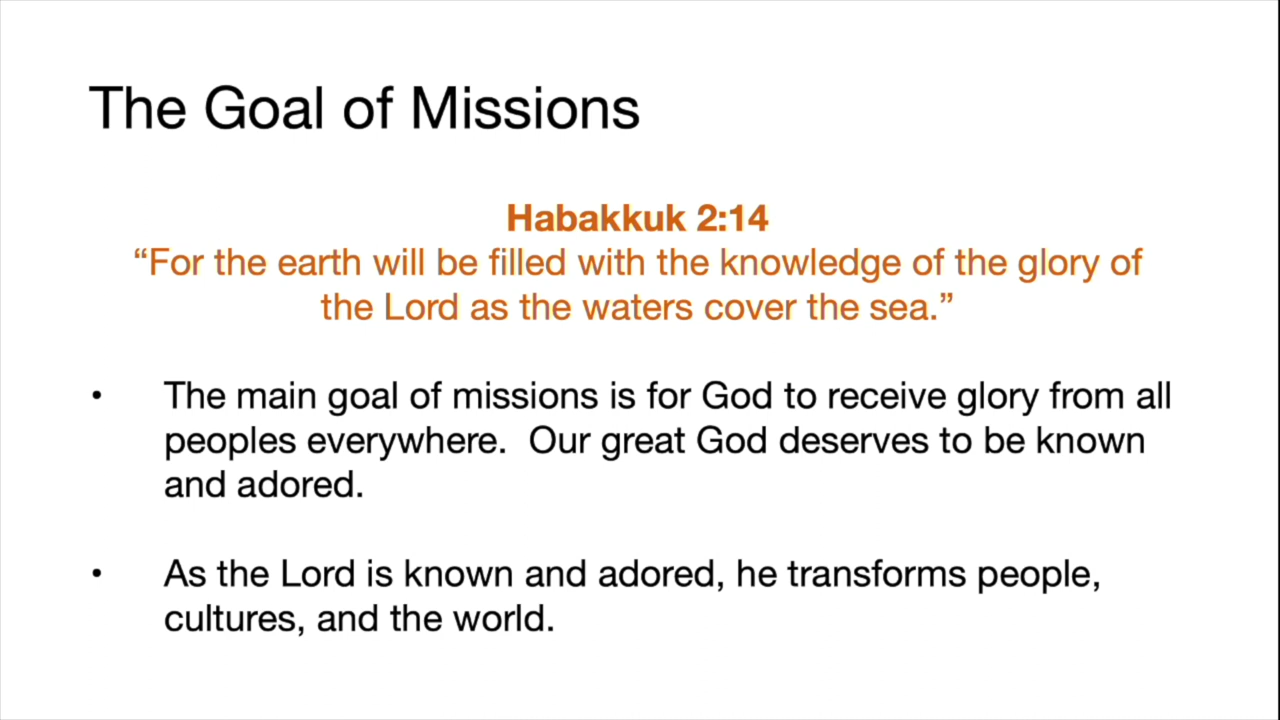 The Goal of Missions
Habakkuk 2:14
“For the earth will be filled with the knowledge of the glory of
the Lord as the waters cover the sea.”
• The main goal of missions is for God to receive glory from all
peoples everywhere.  Our great God deserves to be known
and adored.
• As the Lord is known and adored, he transforms people,
cultures, and the world.